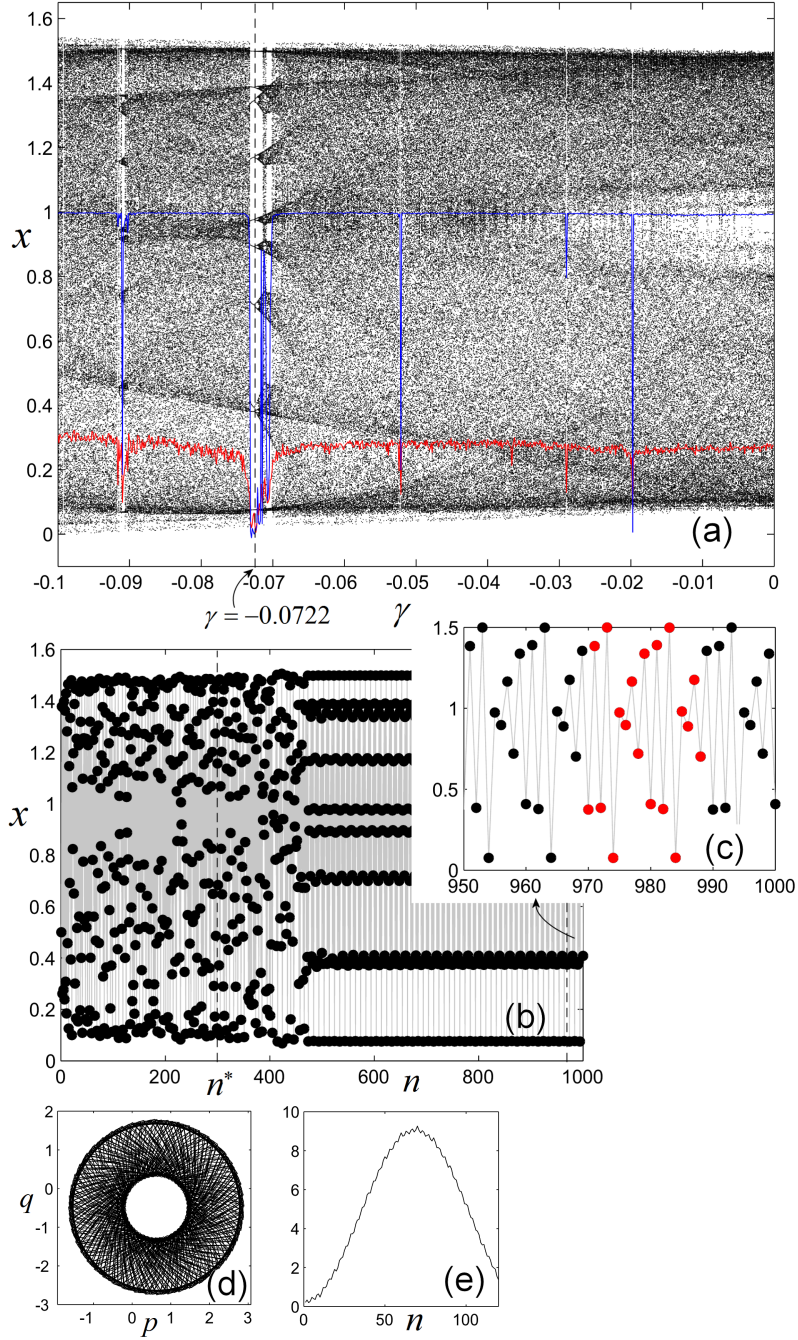 1.6
1.4
1.2
1
x
0.8
0.6
0.4
0.2
0
(a)
-0.1 -0.09 -0.08 -0.07 -0.06 -0.05 -0.04 -0.03 -0.02 -0.01 0
γ = −0.0722
γ
1.6
1.4
1.2
1
x
0.8
0.6
0.4
0.2
0
(b)
0 200 n* 400 600 n 800 1000
1.5
1
0.5
0
(c)
950 960 970 980 990 1000
2
1
0
q
-1
-2
-3
(d)
-1 0 p 1 2 3
10
8
6
4
2
0
(e)
0 50 n 100